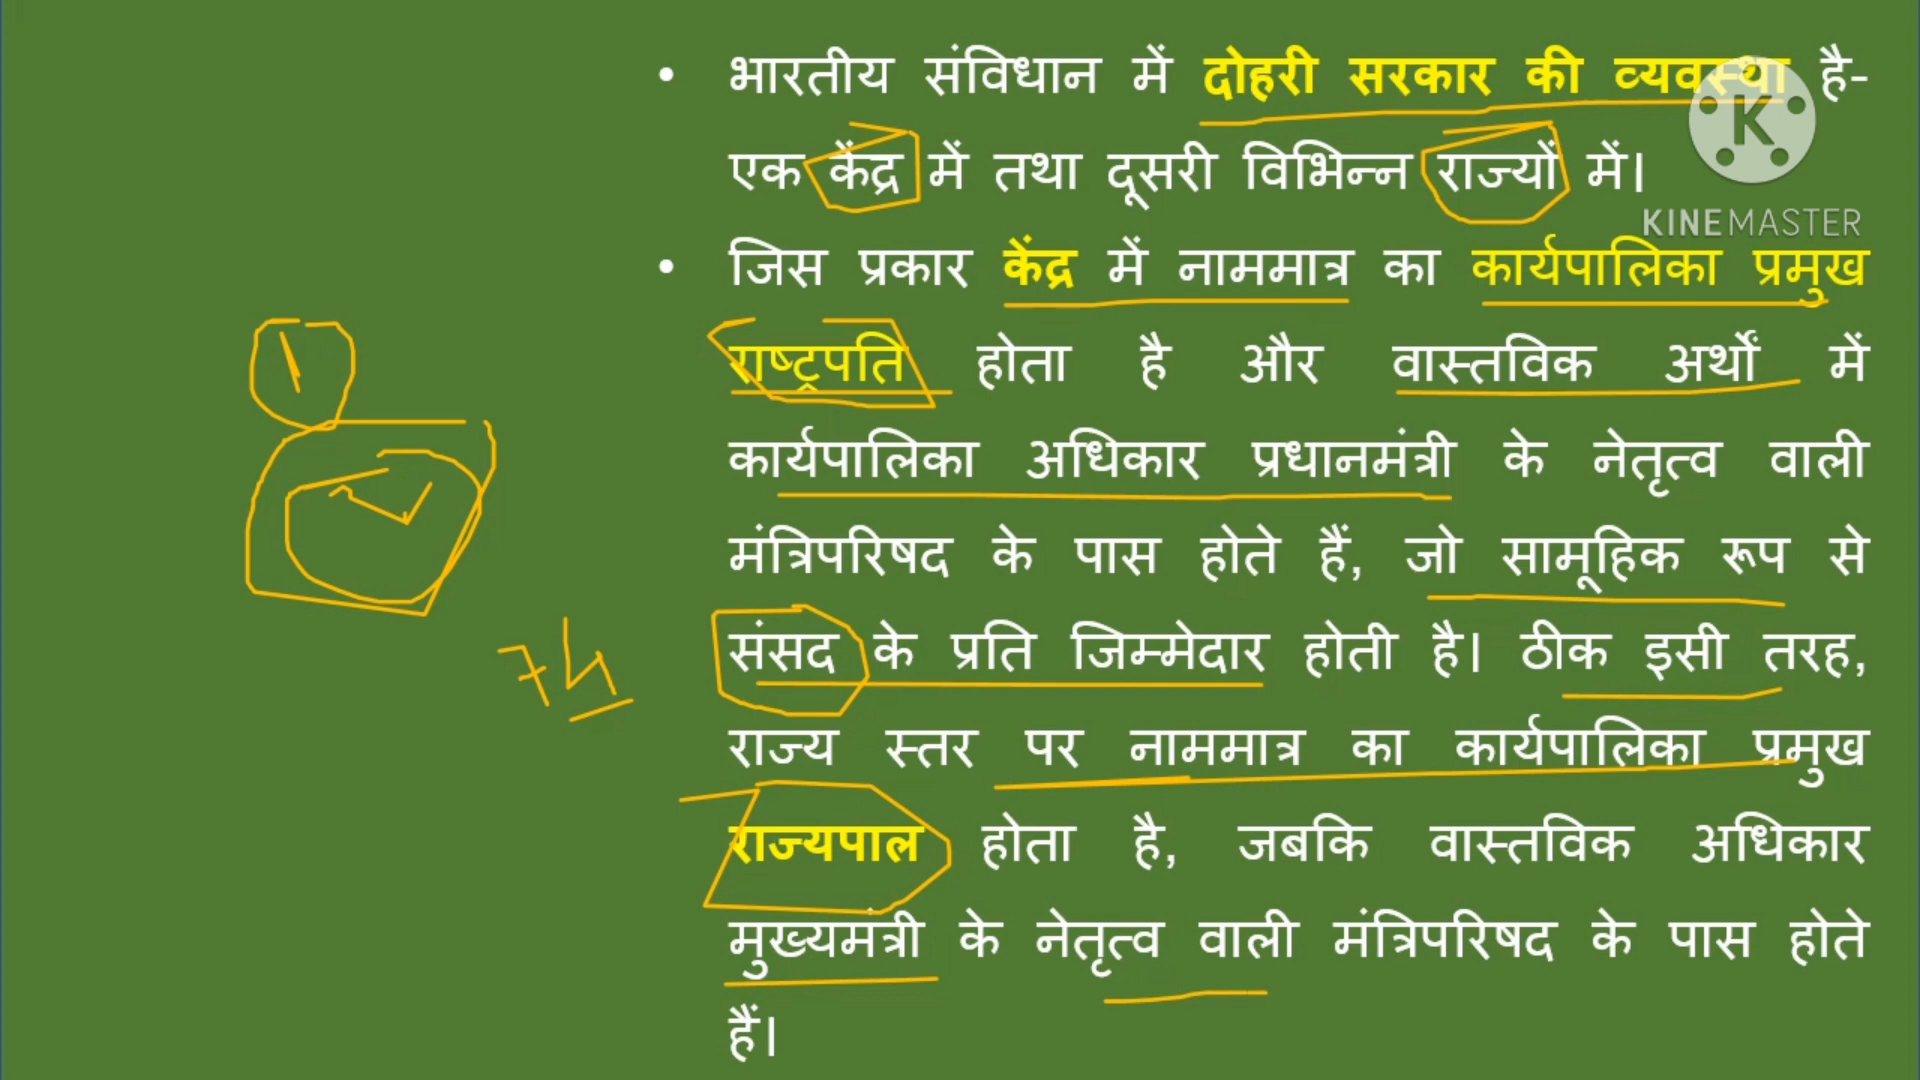 • भारतीय संविधान में दोहरी सरकार की व्यवस्था है-
एक केंद्र में तथा दूसरी विभिन्न राज्यों में।
• जिस प्रकार केंद्र में नाममात्र का कार्यपालिका प्रमुख
राष्ट्रपति होता है और वास्तविक अर्थों में
कार्यपालिका अधिकार प्रधानमंत्री के नेतृत्व वाली
मंत्रिपरिषद के पास होते हैं, जो सामूहिक रूप से
संसद के प्रति जिम्मेदार होती है। ठीक इसी तरह,
राज्य स्तर पर नाममात्र का कार्यपालिका प्रमुख
राज्यपाल होता है, जबकि वास्तविक अधिकार
मुख्यमंत्री के नेतृत्व वाली मंत्रिपरिषद के पास होते
हैं।
K
KINEMASTER